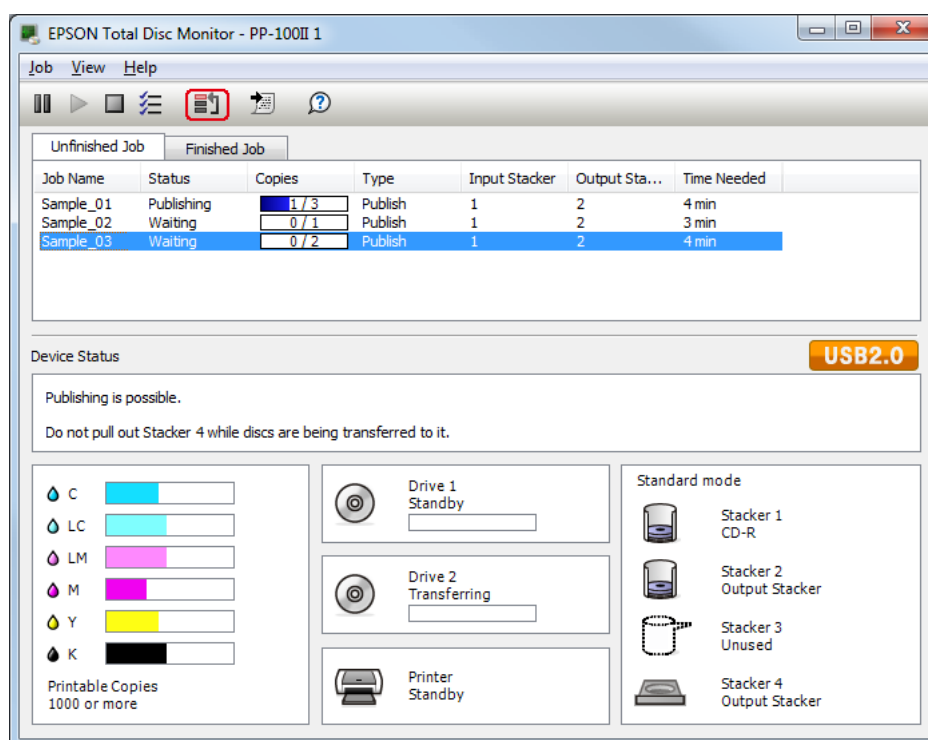 EPSON Total Disc Monitor - PP-100II 1
Job View Help
Unfinished Job Finished Job
Job Name Status Copies Type Input Stacker Output Sta... Time Needed
Sample_01 Publishing 1 / 3 Publish 1 2 4 min
Sample_02 Waiting 0 / 1 Publish 1 2 3 min
Sample_03 Waiting 0 / 2 Publish 1 2 4 min
Device Status USB2.0
Publishing is possible.
Do not pull out Stacker 4 while discs are being transferred to it.
C
LC
LM
M
Y
K
Printable Copies
1000 or more
Drive 1
Standby
Drive 2
Transferring
Printer
Standby
Standard mode
Stacker 1
CD-R
Stacker 2
Output Stacker
Stacker 3
Unused
Stacker 4
Output Stacker